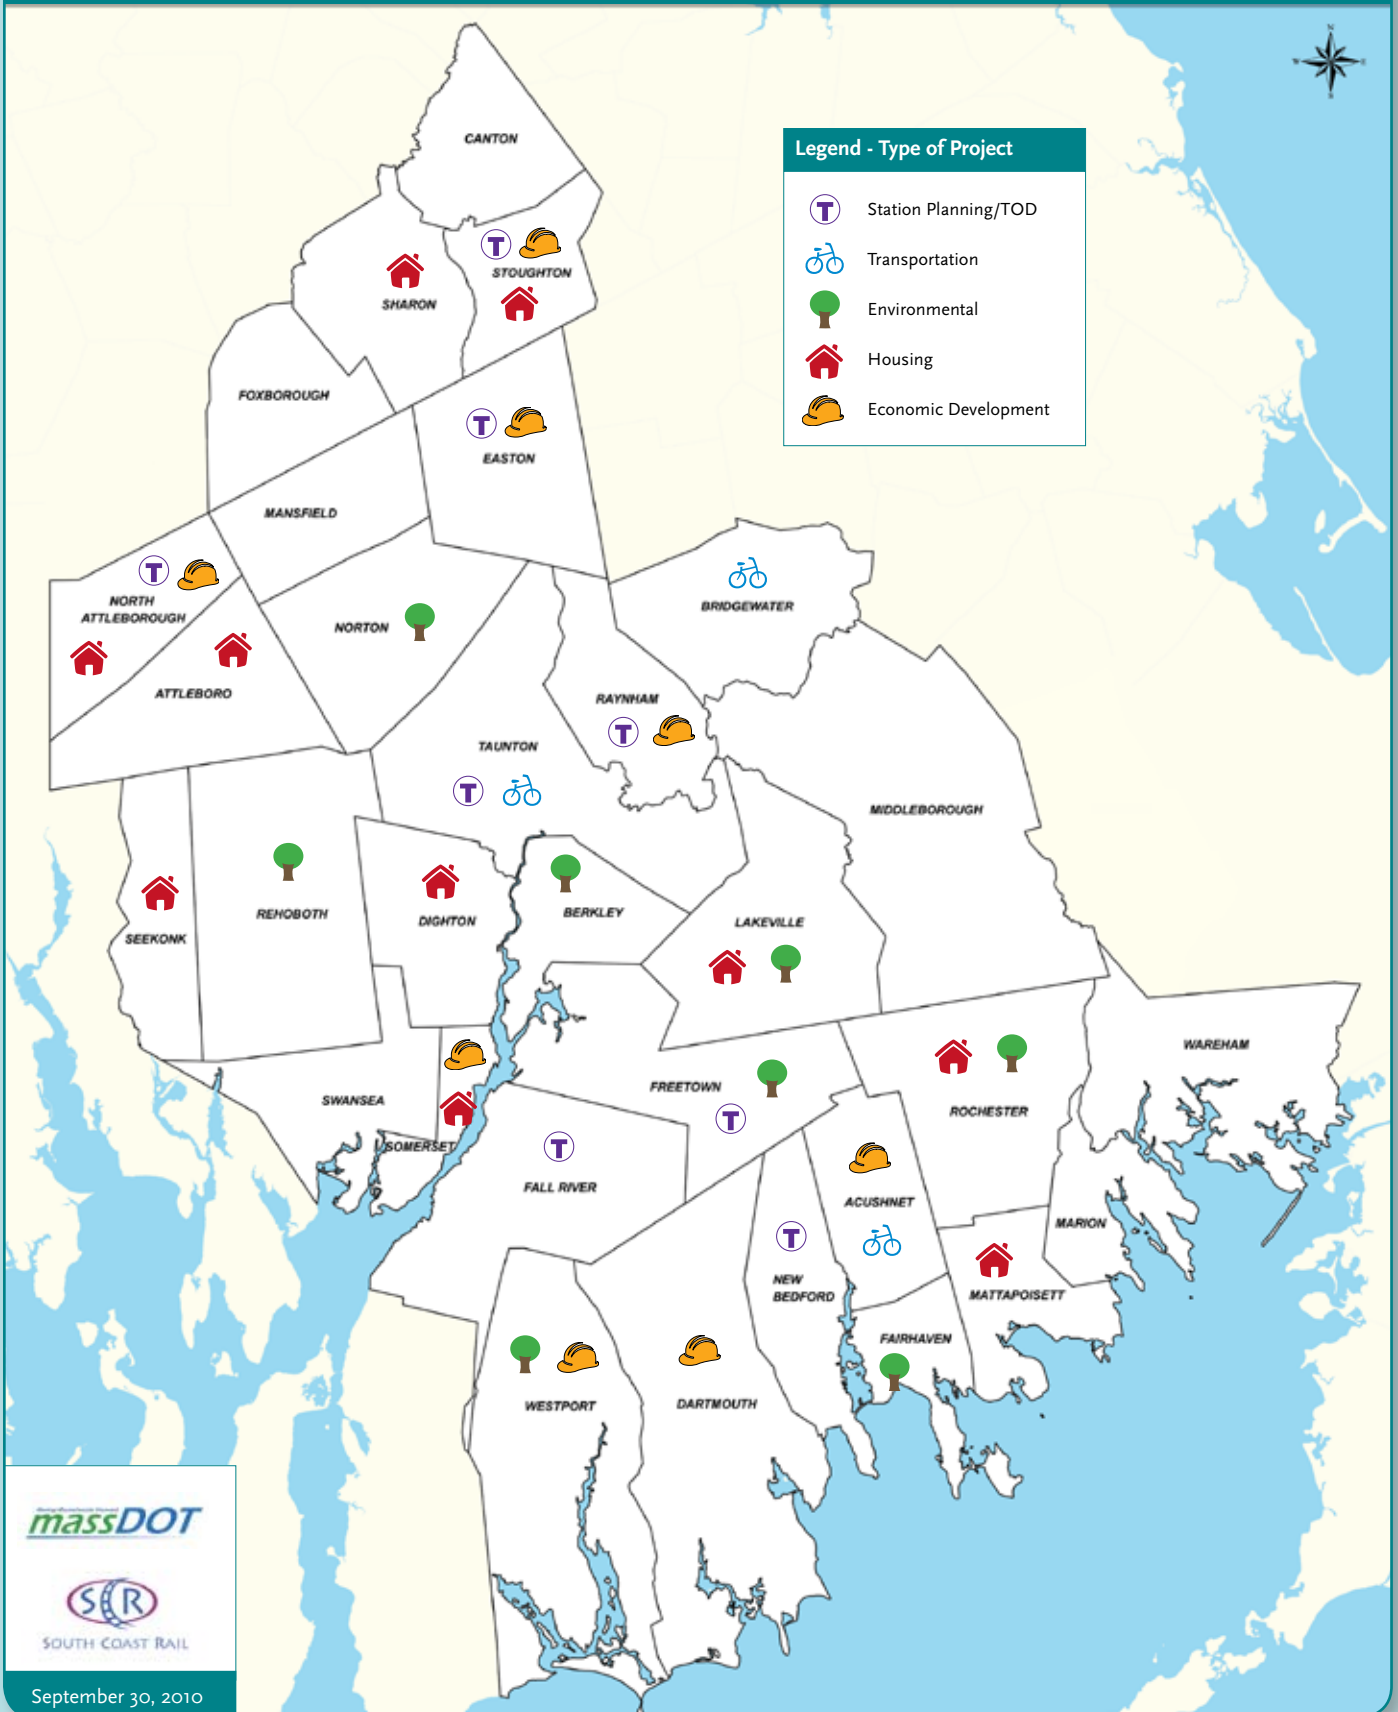 N
W
E
S
CANTON
Legend - Type of Project
T Station Planning/TOD
Transportation
Environmental
Housing
Economic Development
T
STOUGHTON
SHARON
FOXBOROUGH
T
EASTON
MANSFIELD
T
NORTH
ATTLEBOROUGH
BRIDGEWATER
NORTON
ATTLEBORO
RAYNHAM
T
TAUNTON
T
MIDDLEBOROUGH
REHOBOTH
DIGHTON
BERKLEY
LAKEVILLE
SEEKONK
WAREHAM
FREETOWN
T
SWANSEA
ROCHESTER
SOMERSET
T
FALL RIVER
ACUSHNET
MARION
T
NEW
BEDFORD
MATTAPOISETT
FAIRHAVEN
WESTPORT
DARTMOUTH
massDOT
SCR
SOUTH COAST RAIL
September 30, 2010